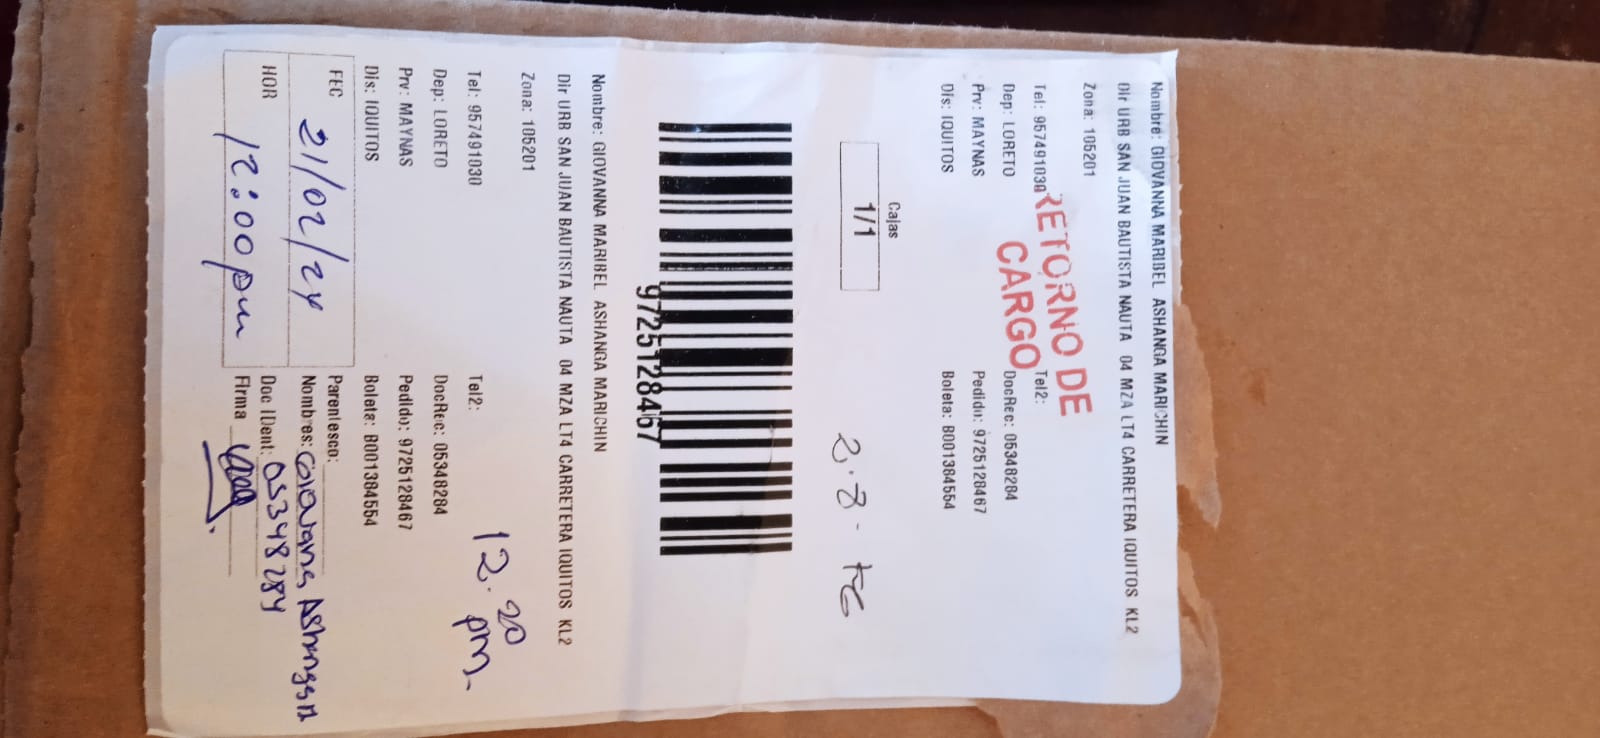 Nombre: GIOVANNA MARIBEL ASHANGA MARICHIN
Dir URB SAN JUAN BAUTISTA NAUTA 04 MZA LT4 CARRETERA IQUITOS KL2
Zona: 105201
Tel: 957491030 Tel2:
Dep: LORETO DocRec: 05348284
Prv: MAYNAS Pedido: 9725128467
Dis: IQUITOS Boleta: B001384554
RETORNO DE
CARGO
Cajas
1/1
9725128467
Nombre: GIOVANNA MARIBEL ASHANGA MARICHIN
Dir URB SAN JUAN BAUTISTA NAUTA 04 MZA LT4 CARRETERA IQUITOS KL2
Zona: 105201
12.20
pm.
Tel: 957491030 Tel2:
Dep: LORETO DocRec: 05348284
Prv: MAYNAS Pedido: 9725128467
Dis: IQUITOS Boleta: B001384554
FEC 21/02/24 Parentesco:
Nombres: Giovanna Ashanga M
HOR 12:00 pm Doc IDent: 05348284
Firma